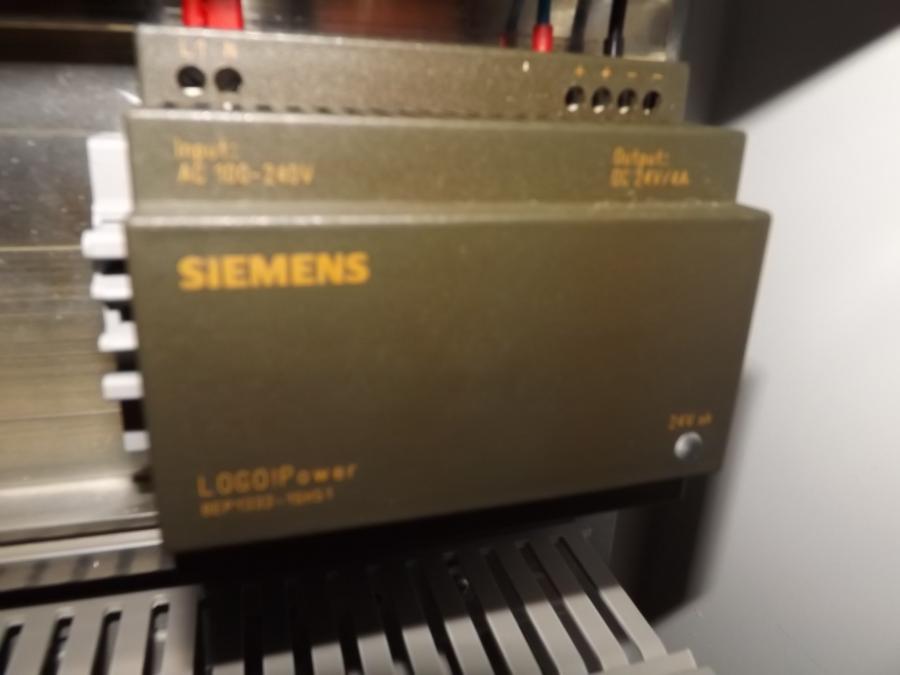 L1 N
+ + - -
Input:
AC 100-240V
Output:
DC 24V/4A
SIEMENS
24V ok
LOGO!Power